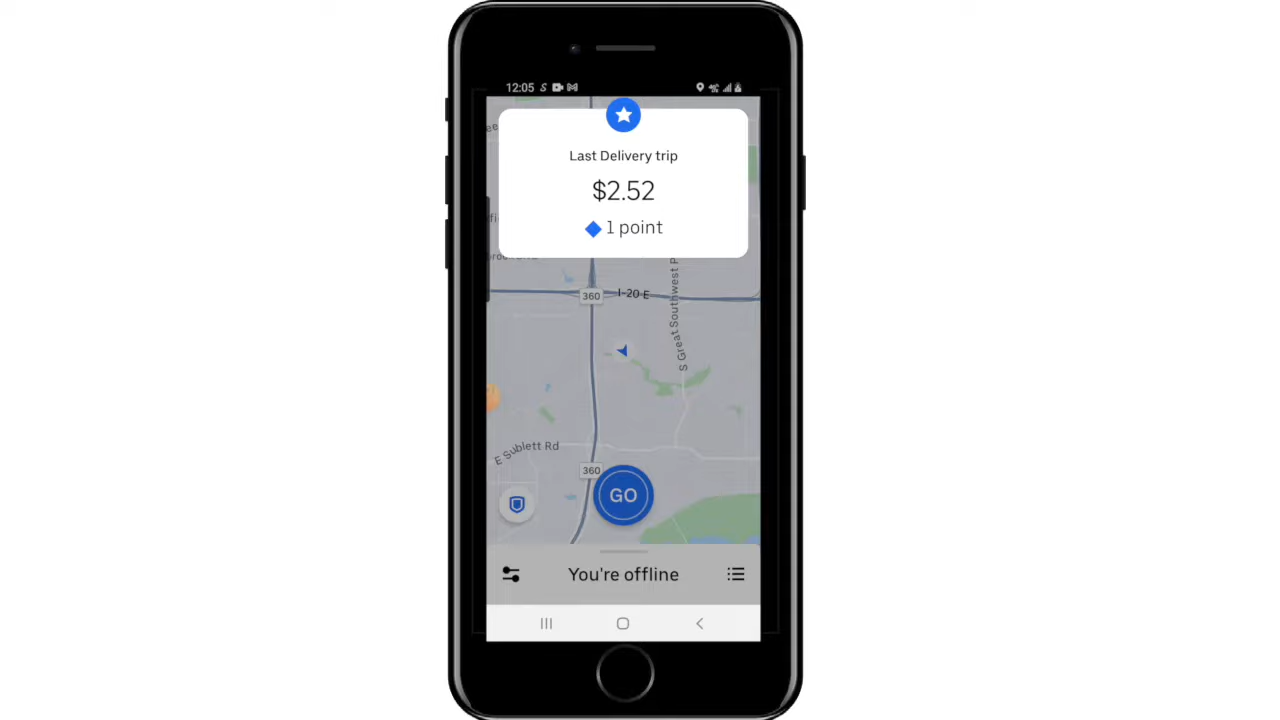 12:05
Last Delivery trip
$2.52
1 point
360
I-20 E
S Great Southwest P
E Sublett Rd
360
GO
You're offline